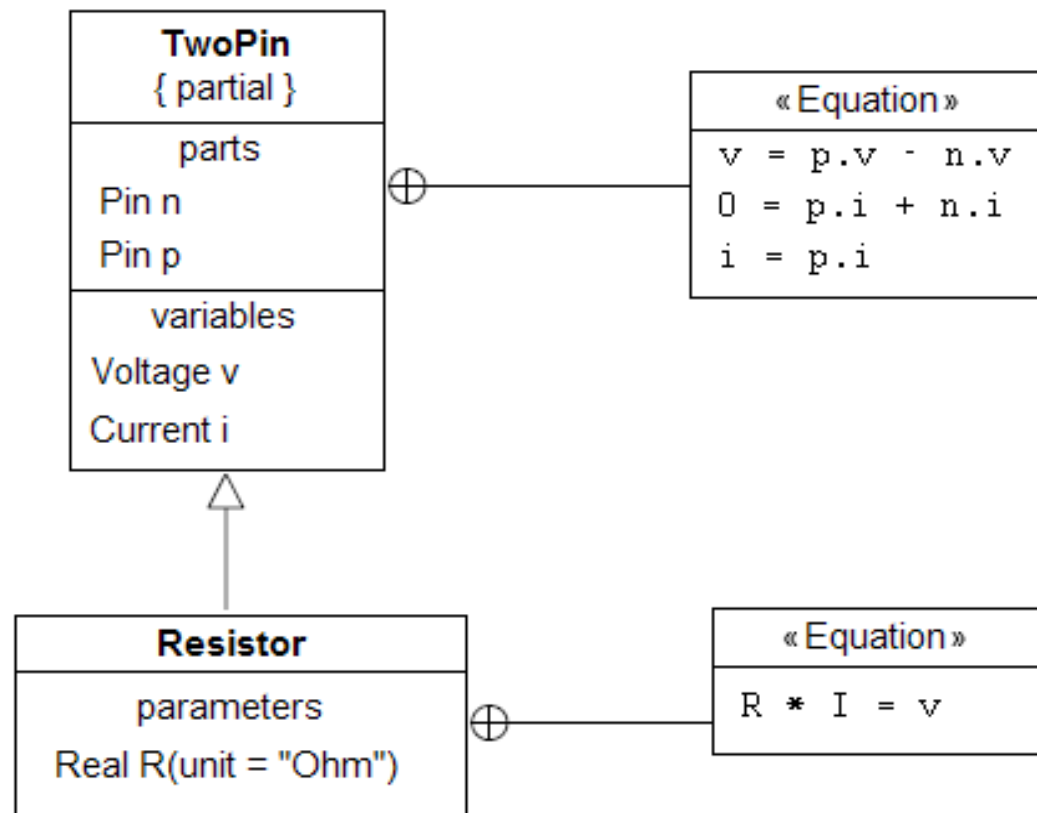 TwoPin
{ partial }
parts
Pin n
Pin p
variables
Voltage v
Current i
«Equation»
v = p.v - n.v
0 = p.i + n.i
i = p.i
Resistor
parameters
Real R(unit = "Ohm")
«Equation»
R * I = v